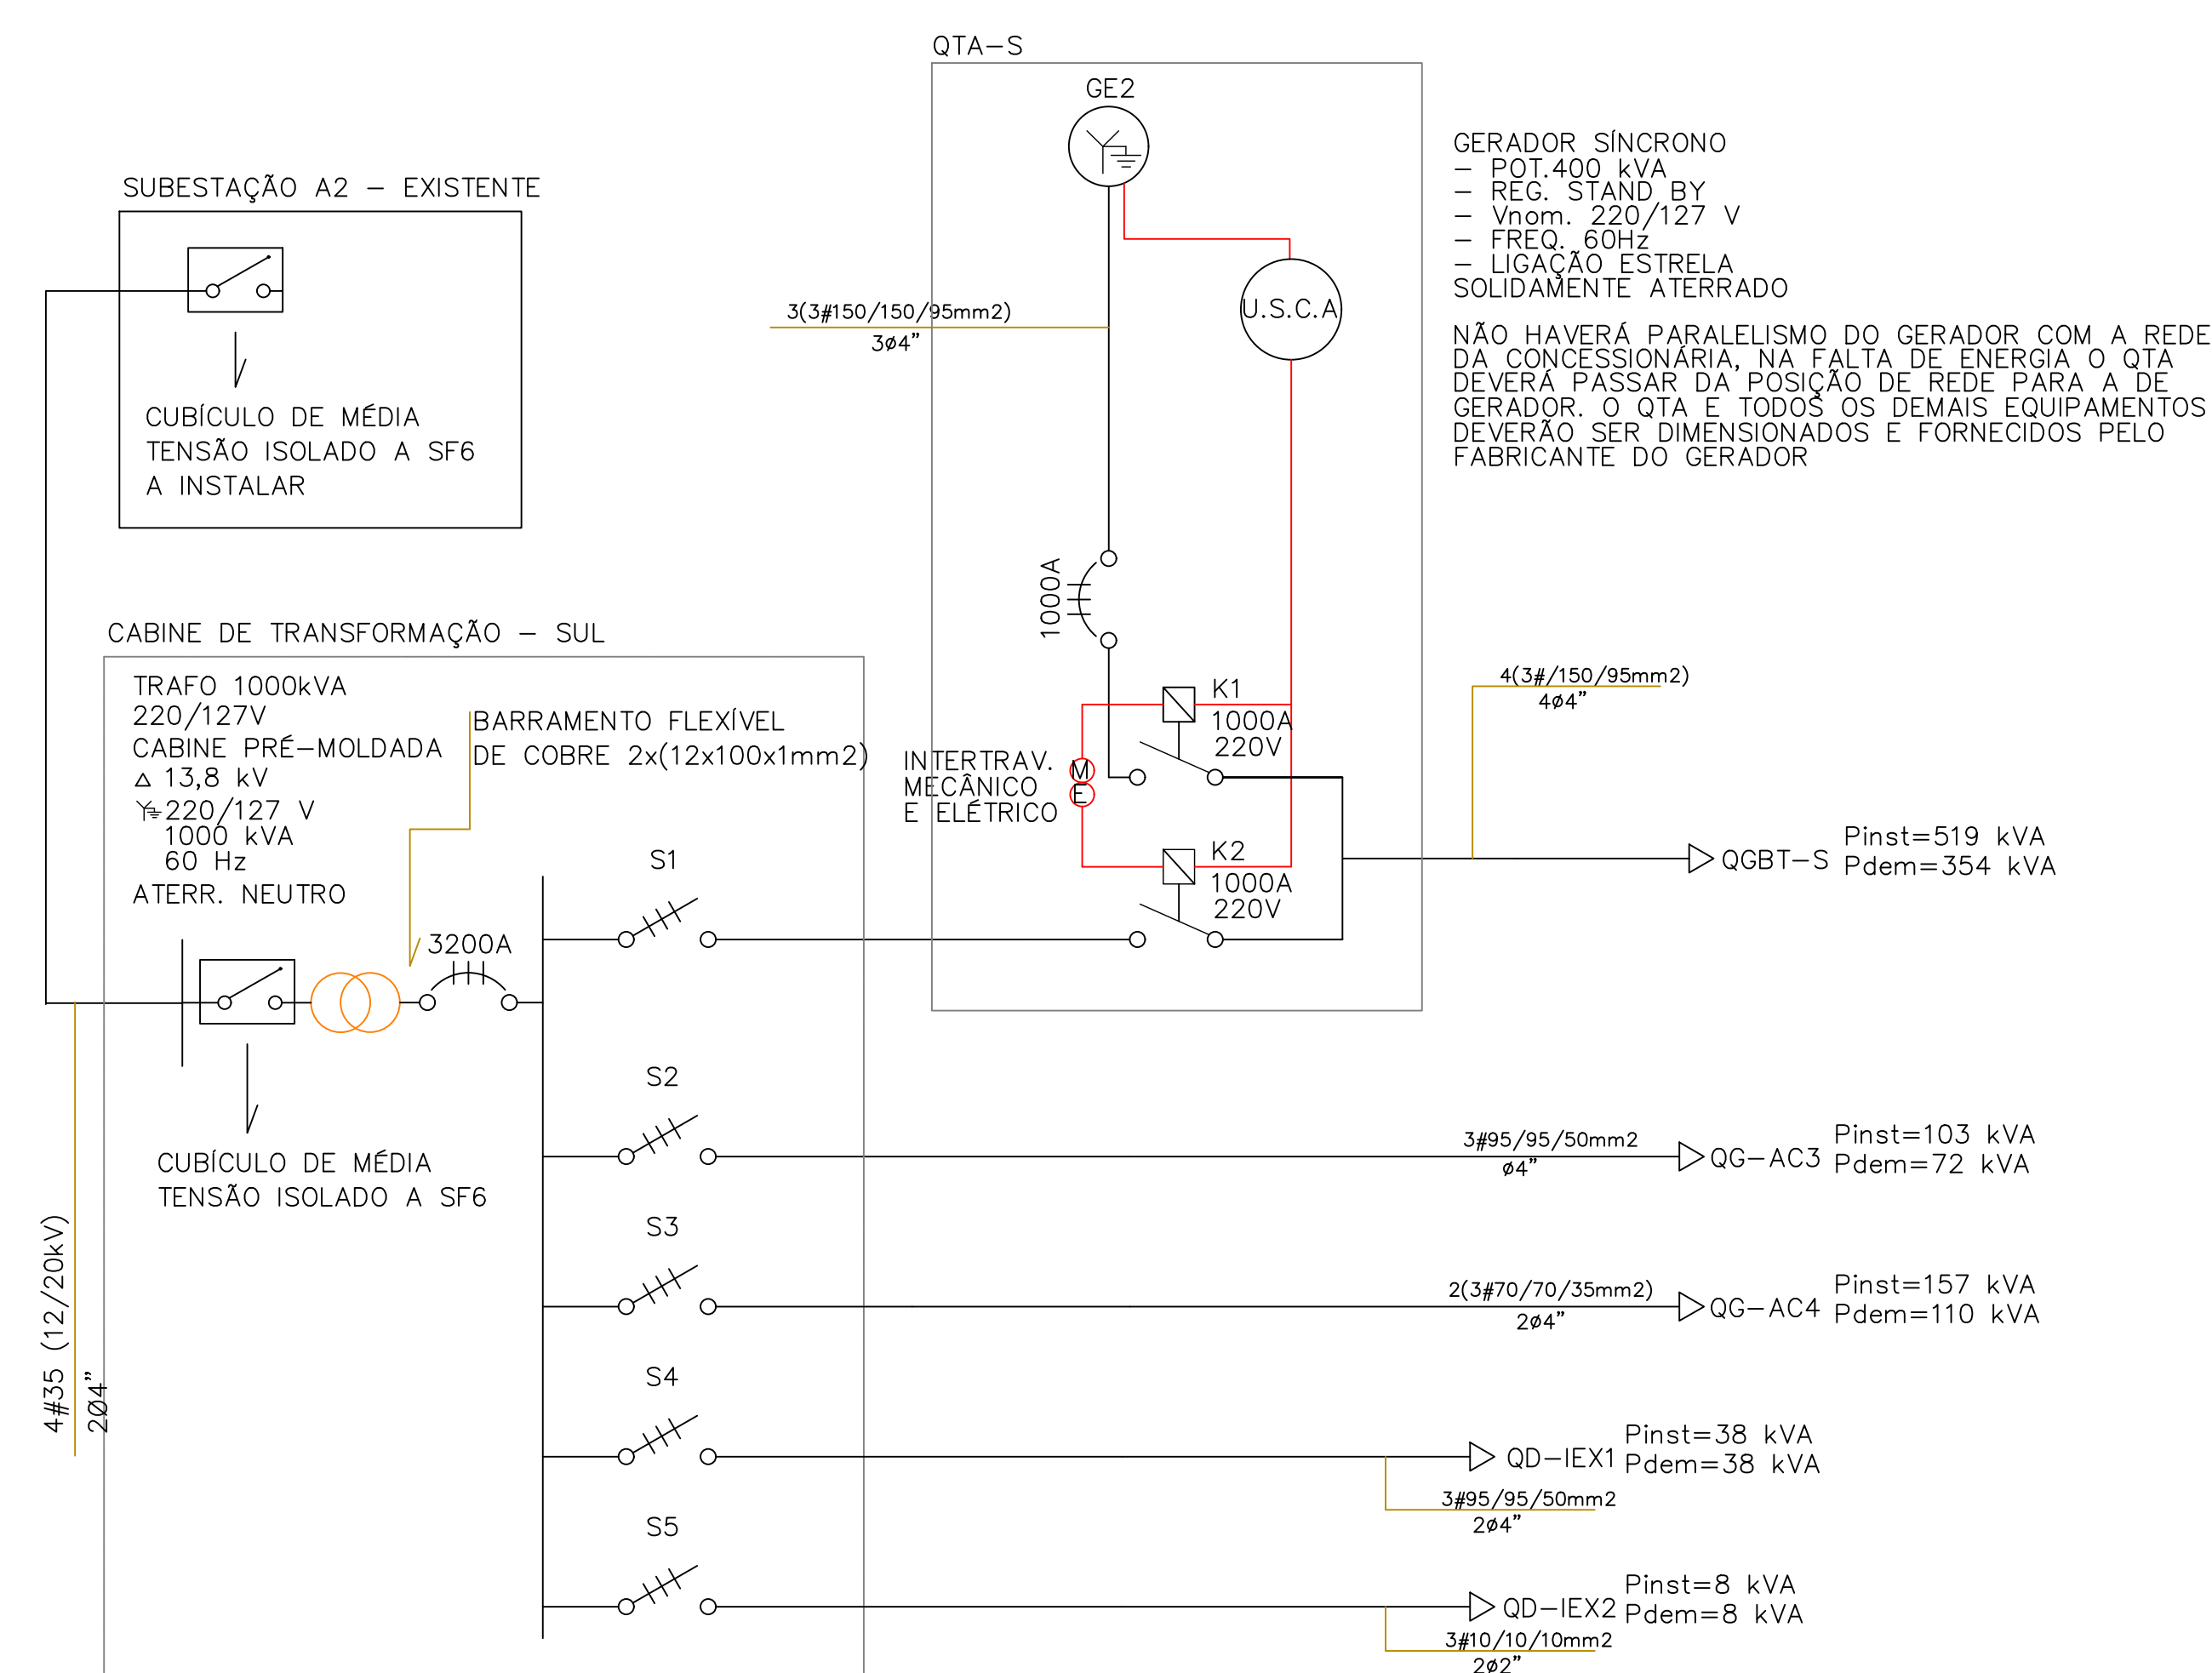 QTA-S
GE2
GERADOR SÍNCRONO
- POT.400 kVA
- REG. STAND BY
- Vnom. 220/127 V
- FREQ. 60Hz
- LIGAÇÃO ESTRELA
SOLIDAMENTE ATERRADO
NÃO HAVERÁ PARALELISMO DO GERADOR COM A REDE
DA CONCESSIONÁRIA, NA FALTA DE ENERGIA O QTA
DEVERÁ PASSAR DA POSIÇÃO DE REDE PARA A DE
GERADOR. O QTA E TODOS OS DEMAIS EQUIPAMENTOS
DEVERÃO SER DIMENSIONADOS E FORNECIDOS PELO
FABRICANTE DO GERADOR
SUBESTAÇÃO A2 - EXISTENTE
CUBÍCULO DE MÉDIA
TENSÃO ISOLADO A SF6
A INSTALAR
U.S.C.A
3(3#150/150/95mm2)
3ø4"
1000A
CABINE DE TRANSFORMAÇÃO - SUL
TRAFO 1000kVA
220/127V
CABINE PRÉ-MOLDADA
△ 13,8 kV
220/127 V
1000 kVA
60 Hz
ATERR. NEUTRO
BARRAMENTO FLEXÍVEL
DE COBRE 2x(12x100x1mm2)
3200A
INTERTRAV.
MECÂNICO
E ELÉTRICO
M
E
K1
1000A
220V
K2
1000A
220V
4(3#/150/95mm2)
4ø4"
QGBT-S
Pinst=519 kVA
Pdem=354 kVA
S1
CUBÍCULO DE MÉDIA
TENSÃO ISOLADO A SF6
4#35 (12/20kV)
2Ø4"
S2
3#95/95/50mm2
ø4"
QG-AC3
Pinst=103 kVA
Pdem=72 kVA
S3
2(3#70/70/35mm2)
2ø4"
QG-AC4
Pinst=157 kVA
Pdem=110 kVA
S4
QD-IEX1
Pinst=38 kVA
Pdem=38 kVA
3#95/95/50mm2
2ø4"
S5
QD-IEX2
Pinst=8 kVA
Pdem=8 kVA
3#10/10/10mm2
2ø2"